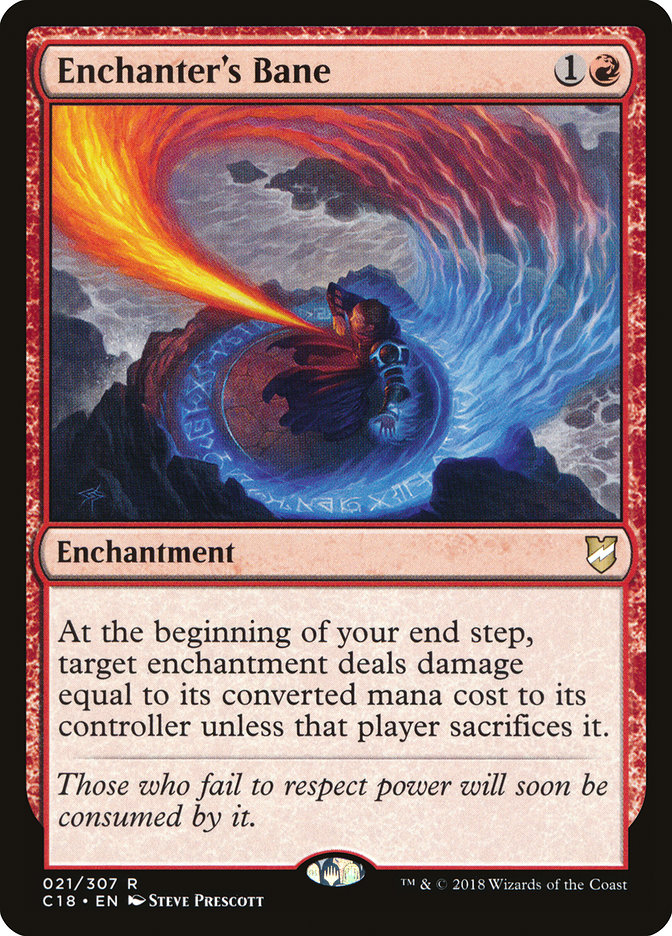 Enchanter's Bane 1
Enchantment
At the beginning of your end step,
target enchantment deals damage
equal to its converted mana cost to its
controller unless that player sacrifices it.
Those who fail to respect power will soon be
consumed by it.
021/307 R
C18 • EN Steve Prescott
™ & © 2018 Wizards of the Coast